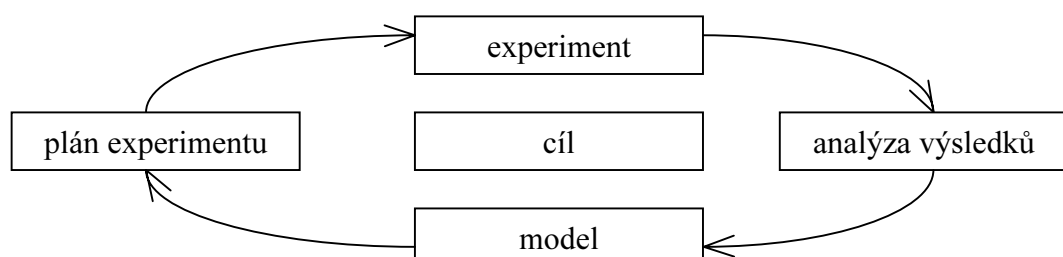 experiment
plán experimentu
cíl
analýza výsledků
model